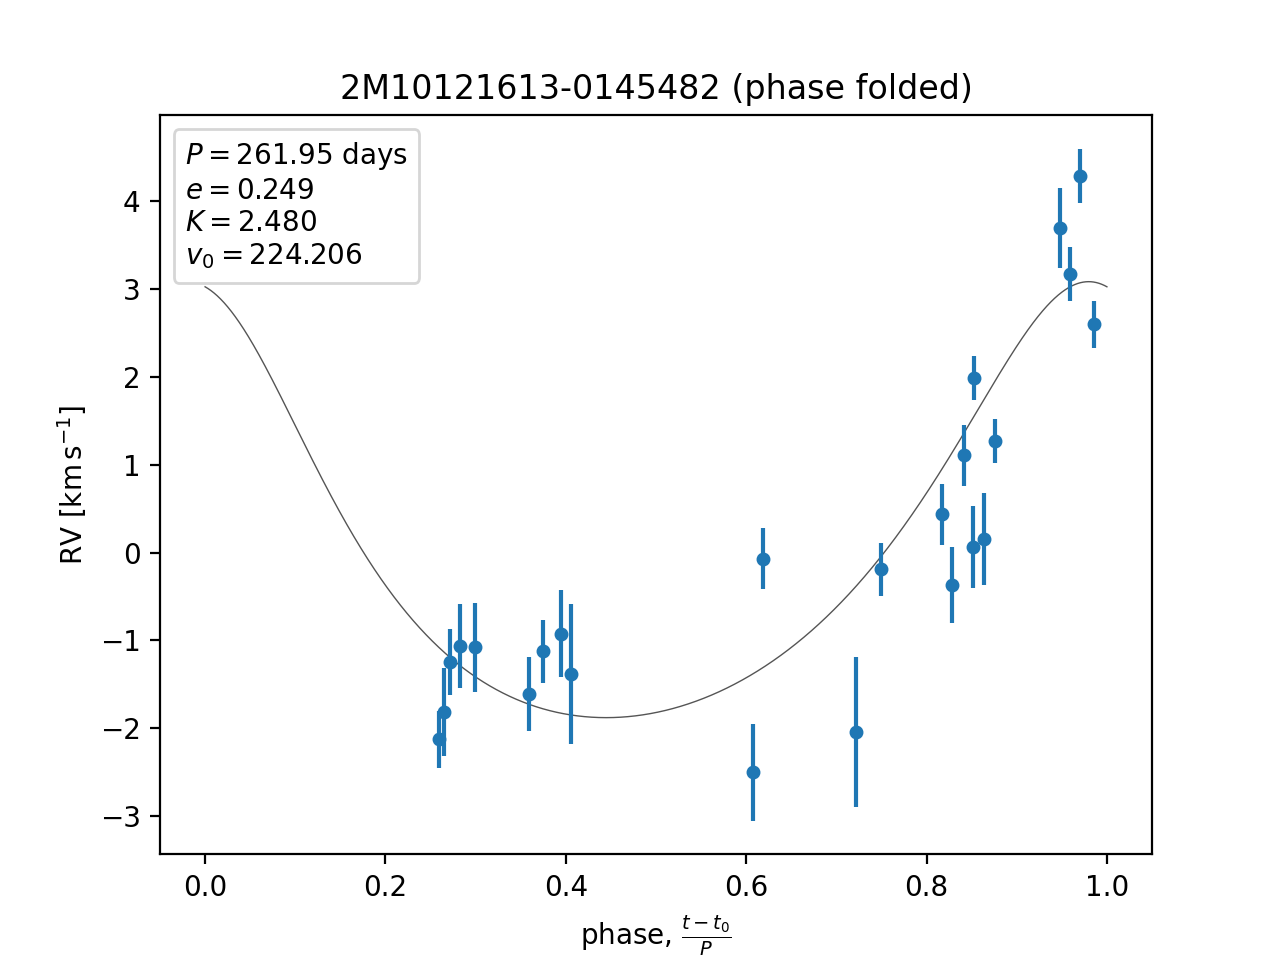 2M10121613-0145482 (phase folded)
P = 261.95 days
e = 0.249
K = 2.480
v₀ = 224.206
4
3
2
1
0
−1
−2
−3
RV [km s⁻¹]
0.0 0.2 0.4 0.6 0.8 1.0
phase, (t − t₀)/P